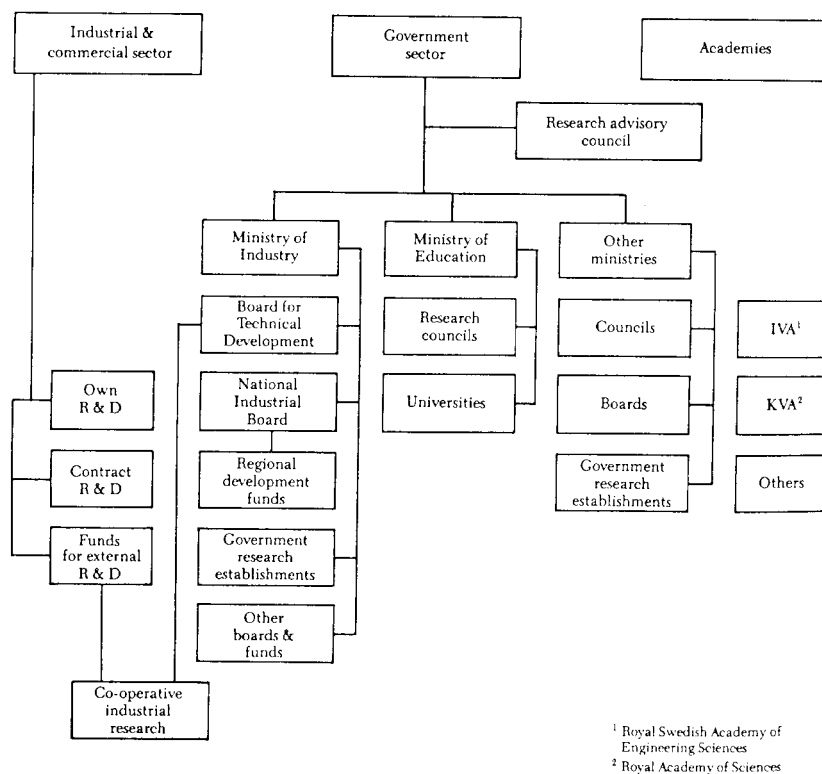 Industrial &
commercial sector
Government
sector
Academies
Research advisory
council
Ministry of
Industry
Ministry of
Education
Other
ministries
Board for
Technical
Development
Research
councils
Councils
IVA¹
Own
R & D
National
Industrial
Board
Universities
Boards
KVA²
Contract
R & D
Regional
development
funds
Government
research
establishments
Others
Funds
for external
R & D
Government
research
establishments
Other
boards &
funds
Co-operative
industrial
research
¹ Royal Swedish Academy of
Engineering Sciences
² Royal Academy of Sciences